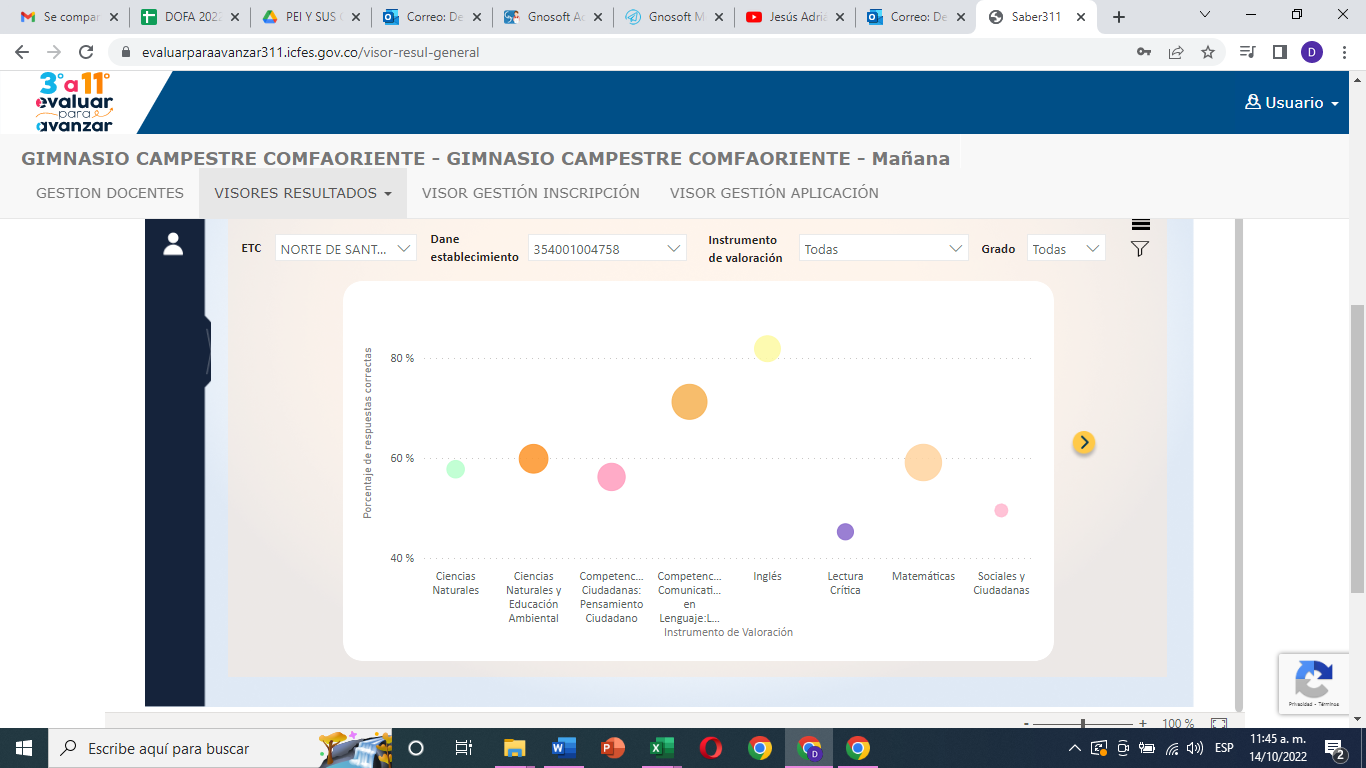 Se compar
DOFA 2022
PEI Y SUS
Correo: De
Gnosoft Ac
Gnosoft M
Jesús Adria
Correo: De
Saber311
evaluarparaavanzar311.icfes.gov.co/visor-resul-general
D
3° a 11°
evaluar
para
avanzar
Usuario
GIMNASIO CAMPESTRE COMFAORIENTE - GIMNASIO CAMPESTRE COMFAORIENTE - Mañana
GESTION DOCENTES VISORES RESULTADOS VISOR GESTIÓN INSCRIPCIÓN VISOR GESTIÓN APLICACIÓN
ETC
NORTE DE SANT...
Dane
establecimiento
354001004758
Instrumento
de valoración
Todas
Grado
Todas
Porcentaje de respuestas correctas
80 %
60 %
40 %
Ciencias
Naturales
Ciencias
Naturales y
Educación
Ambiental
Competenc...
Ciudadanas:
Pensamiento
Ciudadano
Competenc...
Comunicati...
en
Lenguaje:L...
Inglés
Lectura
Crítica
Matemáticas
Sociales y
Ciudadanas
Instrumento de Valoración
Privacidad - Términos
- + 100 %
Escribe aquí para buscar
ESP
11:45 a. m.
14/10/2022
2